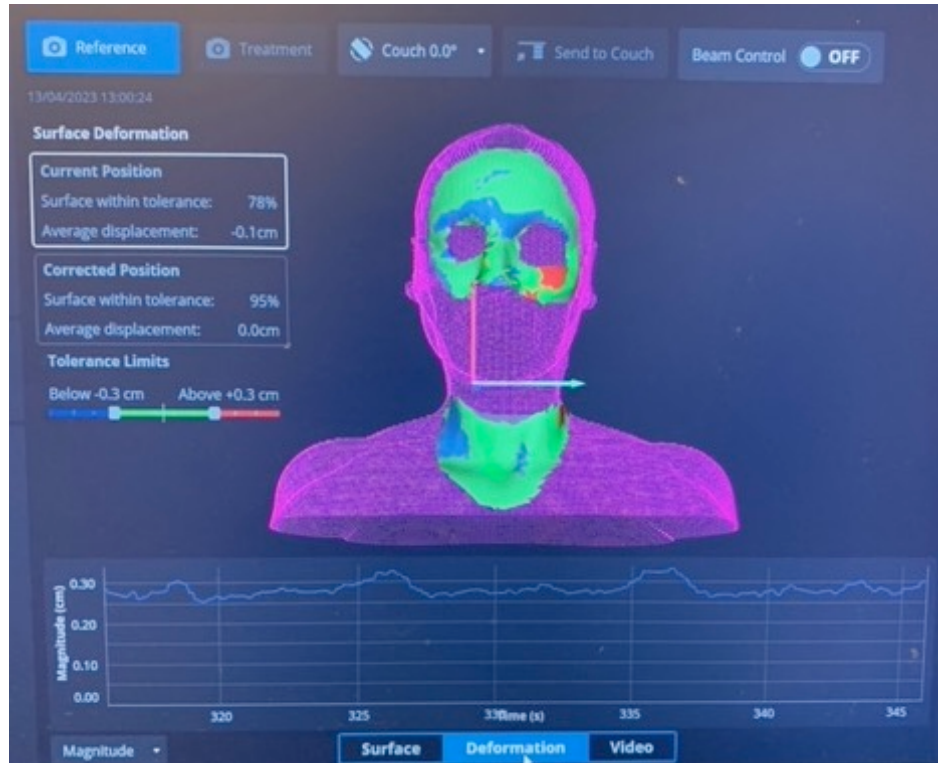 Reference
Treatment
Couch 0.0°
Send to Couch
Beam Control OFF
13/04/2023 13:00:24
Surface Deformation
Current Position
Surface within tolerance: 78%
Average displacement: -0.1cm
Corrected Position
Surface within tolerance: 95%
Average displacement: 0.0cm
Tolerance Limits
Below -0.3 cm Above +0.3 cm
Magnitude (cm)
0.30
0.20
0.10
0.00
320 325 330 335 340 345
Time (s)
Magnitude
Surface Deformation Video